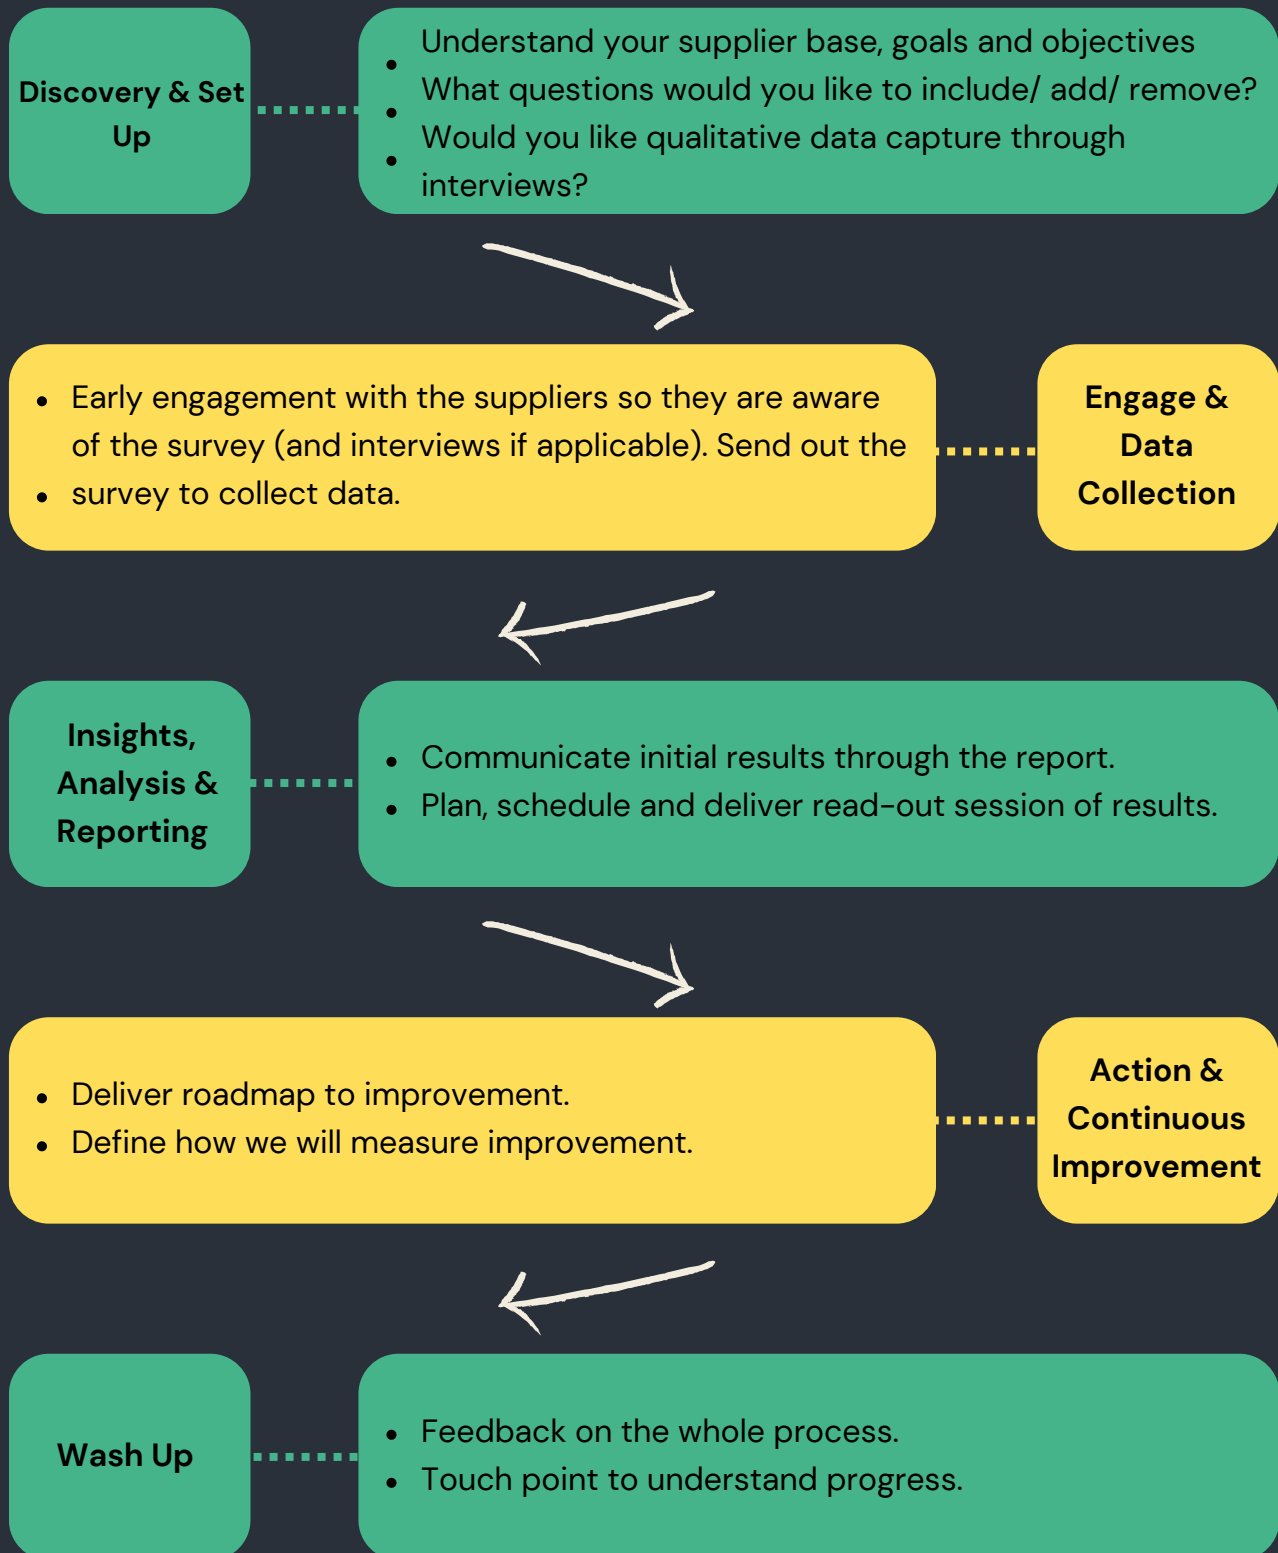 Discovery & Set
Up
Understand your supplier base, goals and objectives
What questions would you like to include/ add/ remove?
Would you like qualitative data capture through
interviews?
Early engagement with the suppliers so they are aware
of the survey (and interviews if applicable). Send out the
survey to collect data.
Engage &
Data
Collection
Insights,
Analysis &
Reporting
Communicate initial results through the report.
Plan, schedule and deliver read-out session of results.
Deliver roadmap to improvement.
Define how we will measure improvement.
Action &
Continuous
Improvement
Wash Up
Feedback on the whole process.
Touch point to understand progress.